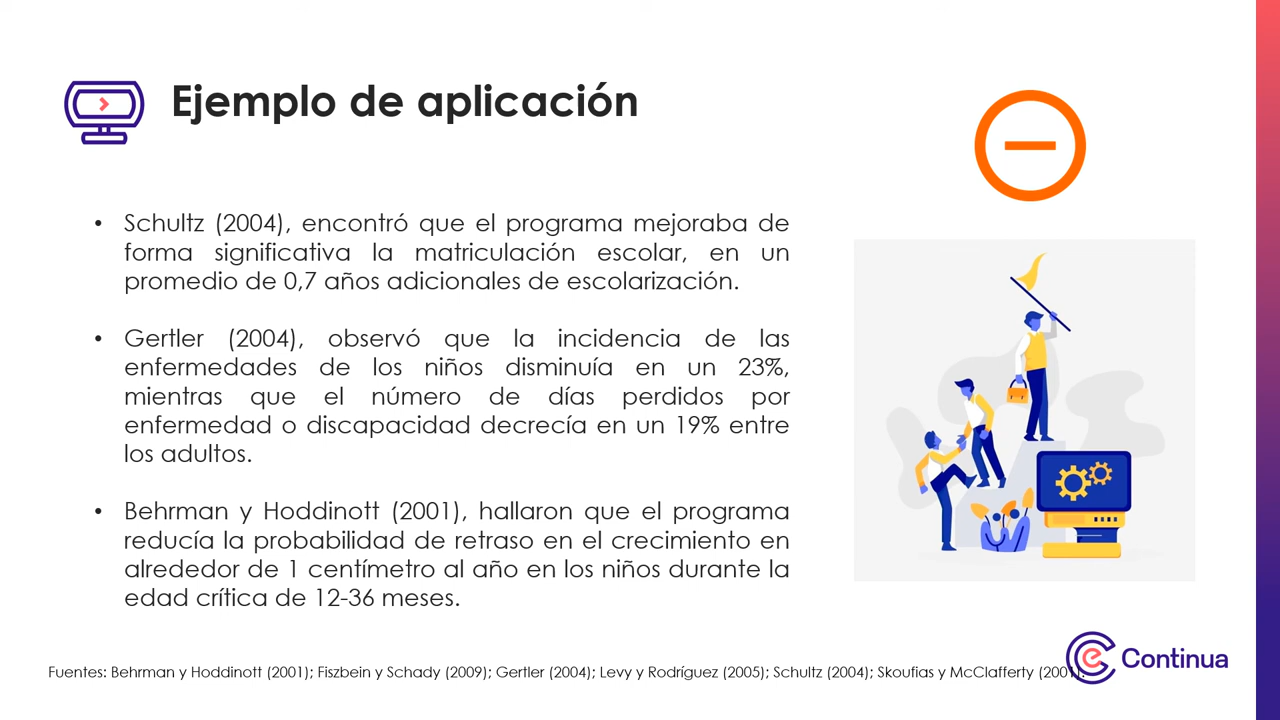 Ejemplo de aplicación
• Schultz (2004), encontró que el programa mejoraba de
forma significativa la matriculación escolar, en un
promedio de 0,7 años adicionales de escolarización.
• Gertler (2004), observó que la incidencia de las
enfermedades de los niños disminuía en un 23%,
mientras que el número de días perdidos por
enfermedad o discapacidad decrecía en un 19% entre
los adultos.
• Behrman y Hoddinott (2001), hallaron que el programa
reducía la probabilidad de retraso en el crecimiento en
alrededor de 1 centímetro al año en los niños durante la
edad crítica de 12-36 meses.
Fuentes: Behrman y Hoddinott (2001); Fiszbein y Schady (2009); Gertler (2004); Levy y Rodríguez (2005); Schultz (2004); Skoufias y McClafferty (2001).
Continua